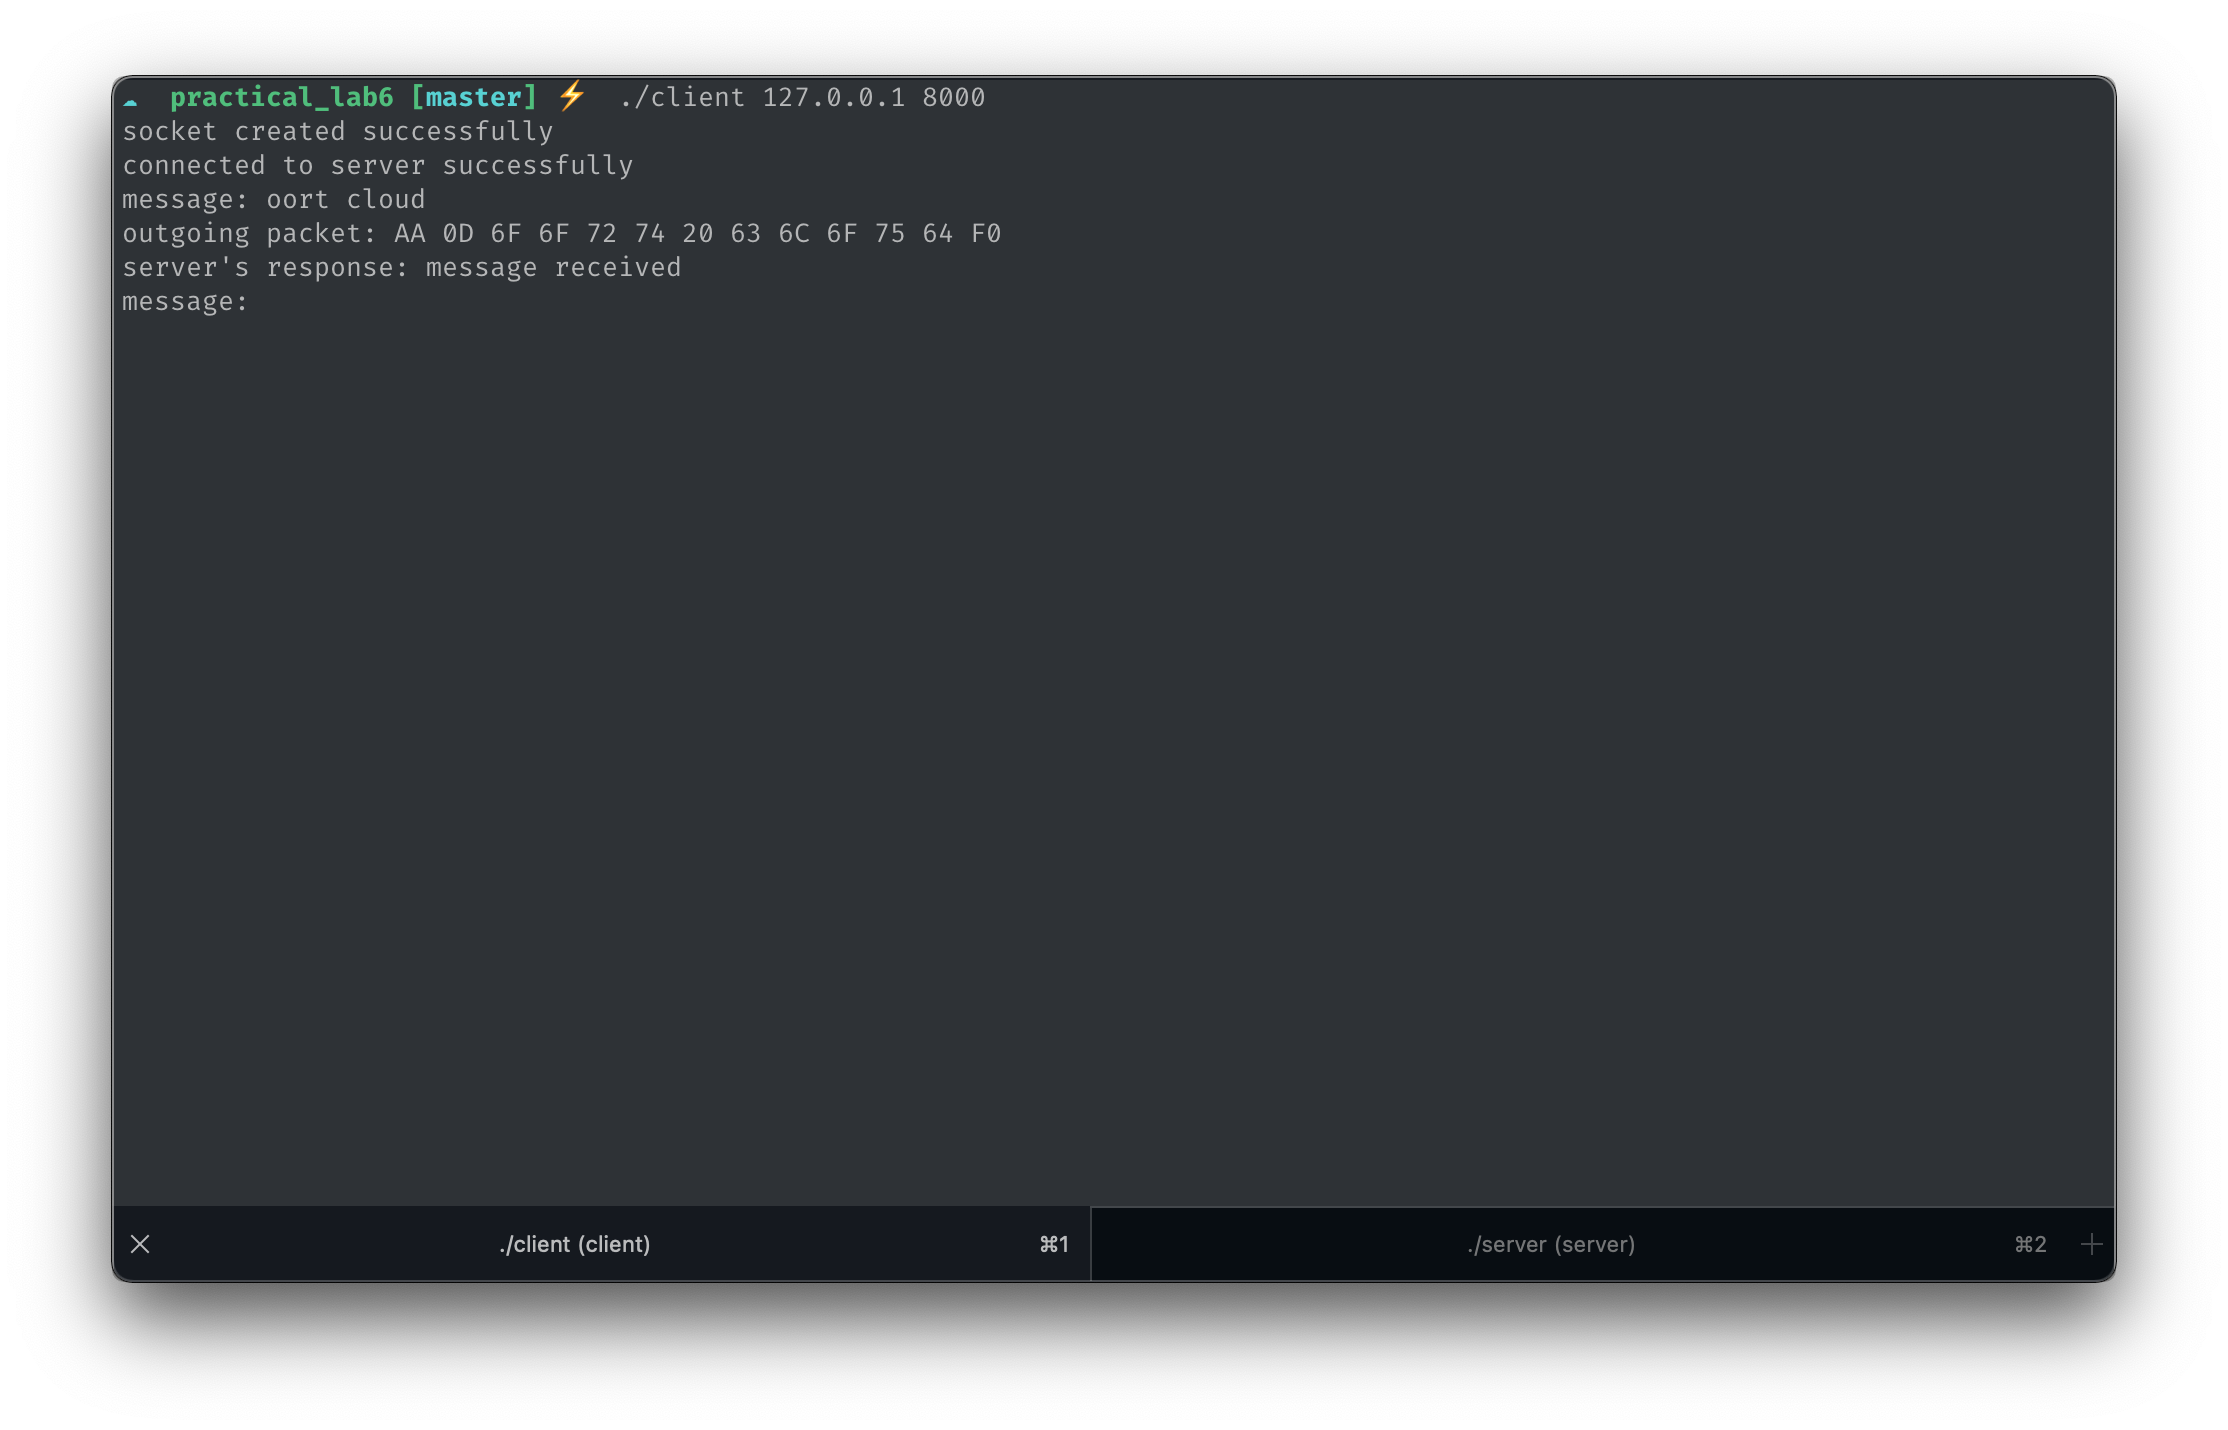 ☁ practical_lab6 [master] ⚡ ./client 127.0.0.1 8000
socket created successfully
connected to server successfully
message: oort cloud
outgoing packet: AA 0D 6F 6F 72 74 20 63 6C 6F 75 64 F0
server's response: message received
message:
./client (client) ⌘1 ./server (server) ⌘2